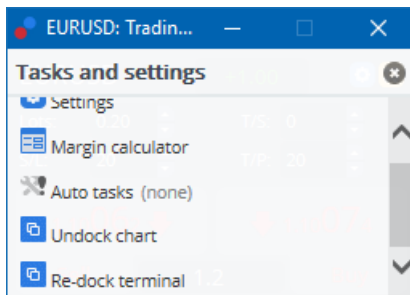 EURUSD: Tradin...
Tasks and settings
Settings
Margin calculator
Auto tasks (none)
Undock chart
Re-dock terminal